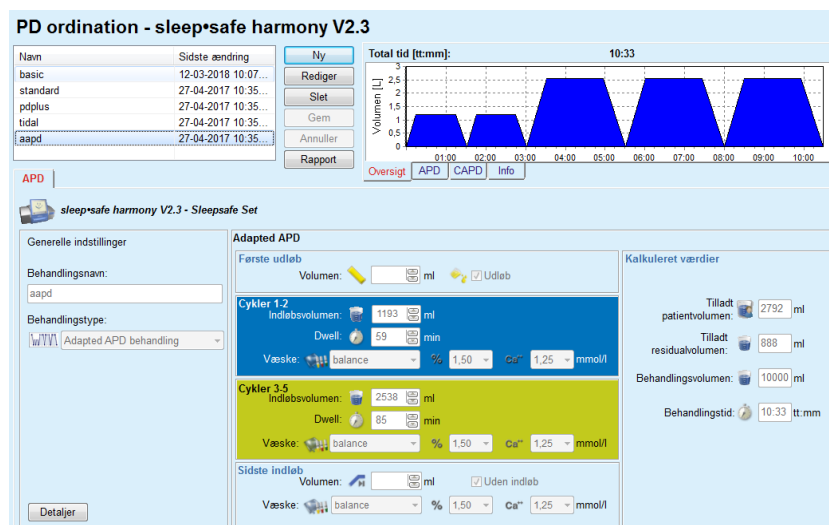 PD ordination - sleep•safe harmony V2.3
Navn Sidste ændring
basic 12-03-2018 10:07...
standard 27-04-2017 10:35...
pdplus 27-04-2017 10:35...
tidal 27-04-2017 10:35...
aapd 27-04-2017 10:35...
Ny
Rediger
Slet
Gem
Annuller
Rapport
Total tid [tt:mm]: 10:33
Volumen [L]
3
2,5
2
1,5
1
0,5
0
01:00 02:00 03:00 04:00 05:00 06:00 07:00 08:00 09:00 10:00
Oversigt APD CAPD Info
APD
sleep•safe harmony V2.3 - Sleepsafe Set
Generelle indstillinger
Behandlingsnavn:
aapd
Behandlingstype:
Adapted APD behandling
Detaljer
Adapted APD
Første udløb
Volumen: ml Udløb
Cykler 1-2
Indløbsvolumen: 1193 ml
Dwell: 59 min
Væske: balance % 1,50 Ca⁺⁺ 1,25 mmol/l
Cykler 3-5
Indløbsvolumen: 2538 ml
Dwell: 85 min
Væske: balance % 1,50 Ca⁺⁺ 1,25 mmol/l
Sidste indløb
Volumen: ml Uden indløb
Væske: balance % 1,50 Ca⁺⁺ 1,25 mmol/l
Kalkuleret værdier
Tilladt
patientvolumen: 2792 ml
Tilladt
residualvolumen: 888 ml
Behandlingsvolumen: 10000 ml
Behandlingstid: 10:33 tt:mm